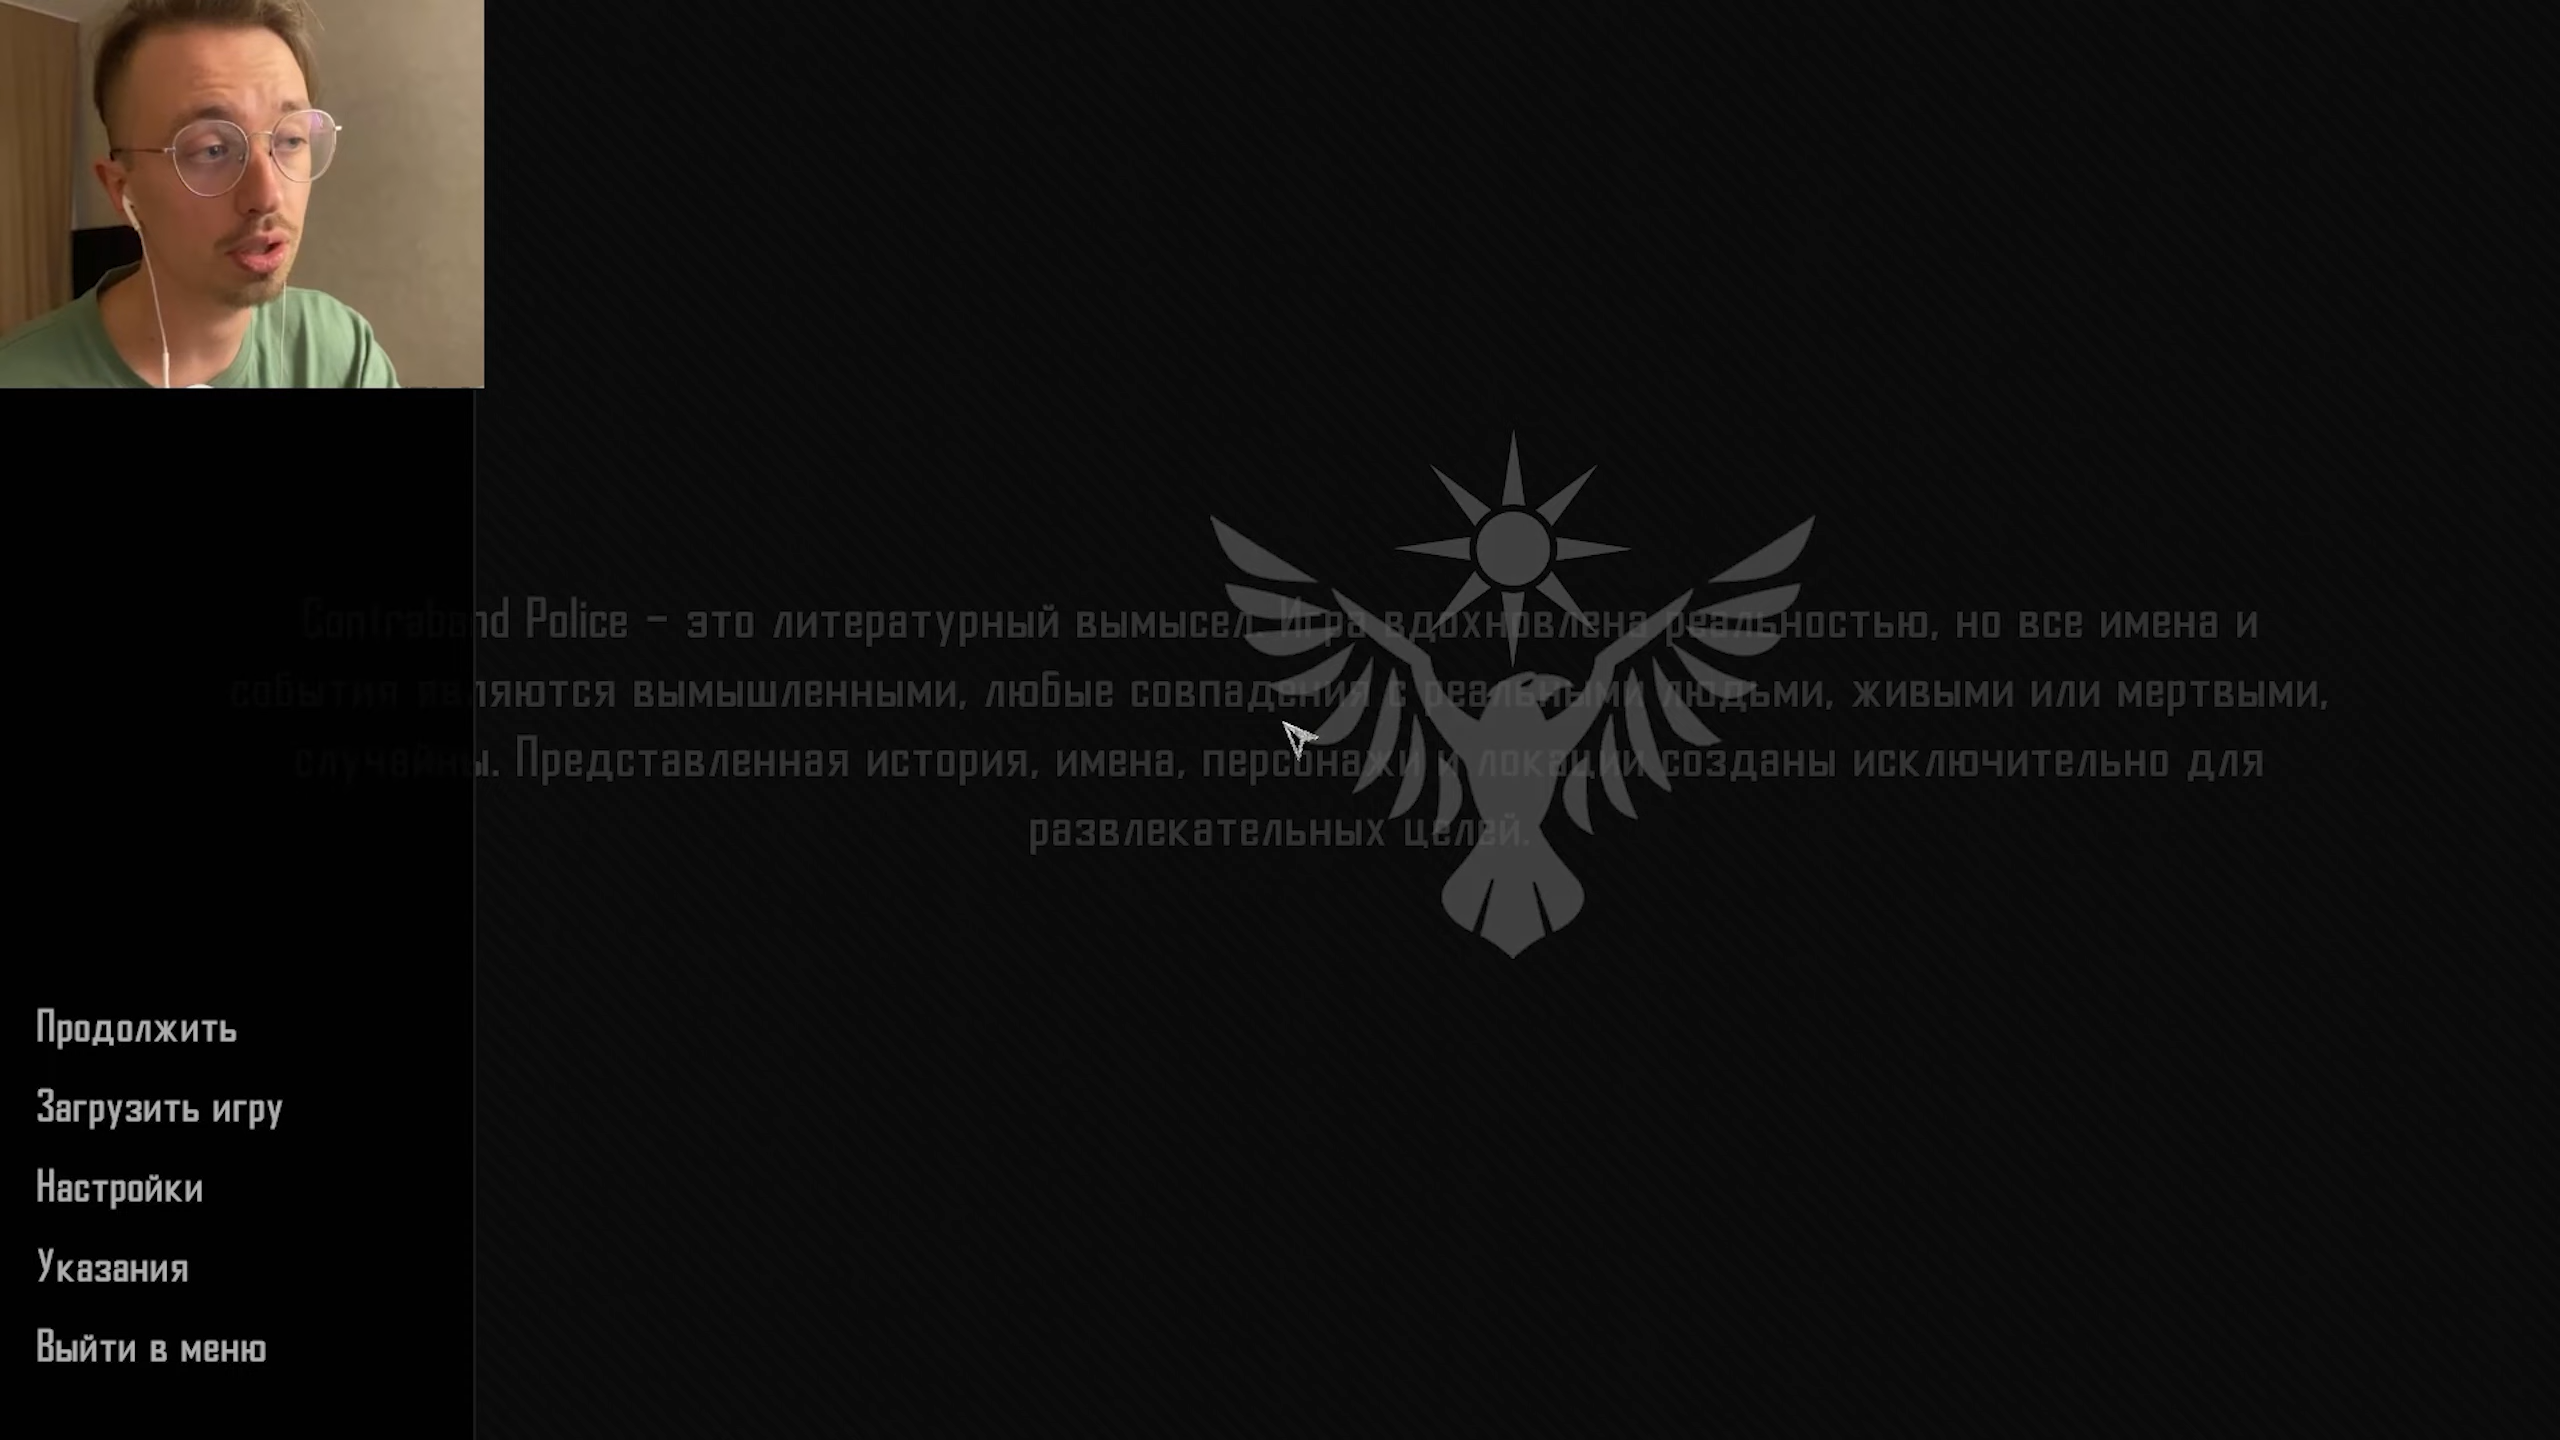 Contraband Police – это литературный вымысел. Игра вдохновлена реальностью, но все имена и
события являются вымышленными, любые совпадения с реальными людьми, живыми или мертвыми,
случайны. Представленная история, имена, персонажи и локации созданы исключительно для
развлекательных целей.
Продолжить
Загрузить игру
Настройки
Указания
Выйти в меню